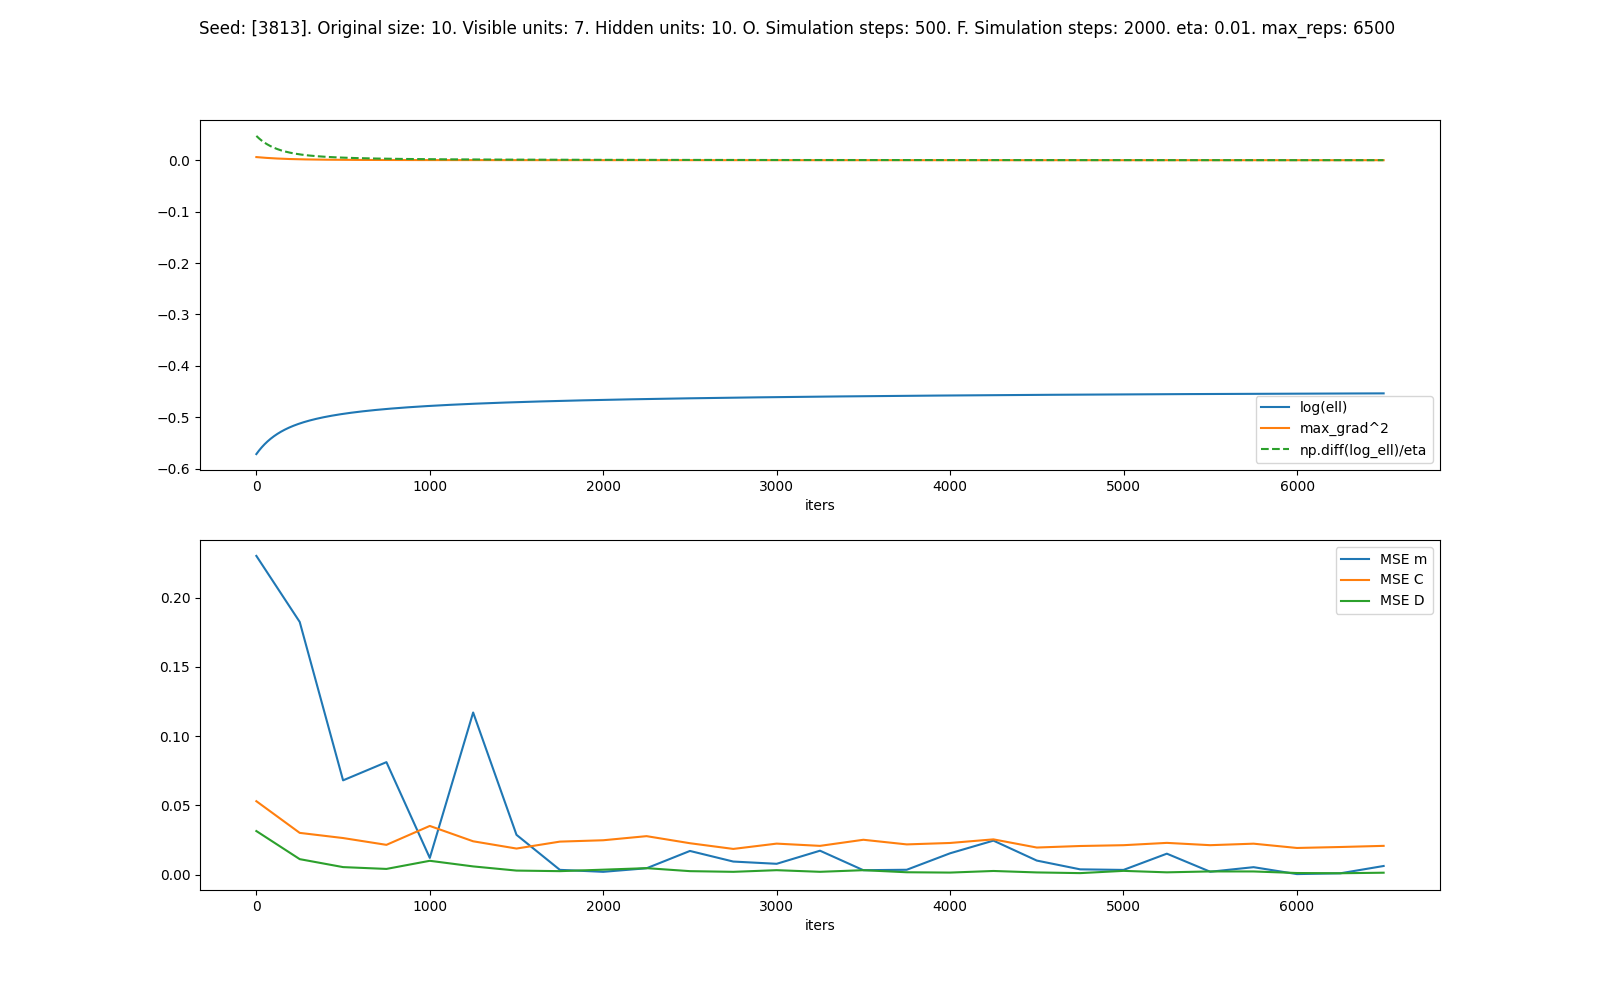 Seed: [3813]. Original size: 10. Visible units: 7. Hidden units: 10. O. Simulation steps: 500. F. Simulation steps: 2000. eta: 0.01. max_reps: 6500
0.0
−0.1
−0.2
−0.3
−0.4
−0.5
−0.6
log(ell)
max_grad^2
np.diff(log_ell)/eta
0 1000 2000 3000 4000 5000 6000
iters
MSE m
MSE C
MSE D
0.20
0.15
0.10
0.05
0.00
0 1000 2000 3000 4000 5000 6000
iters